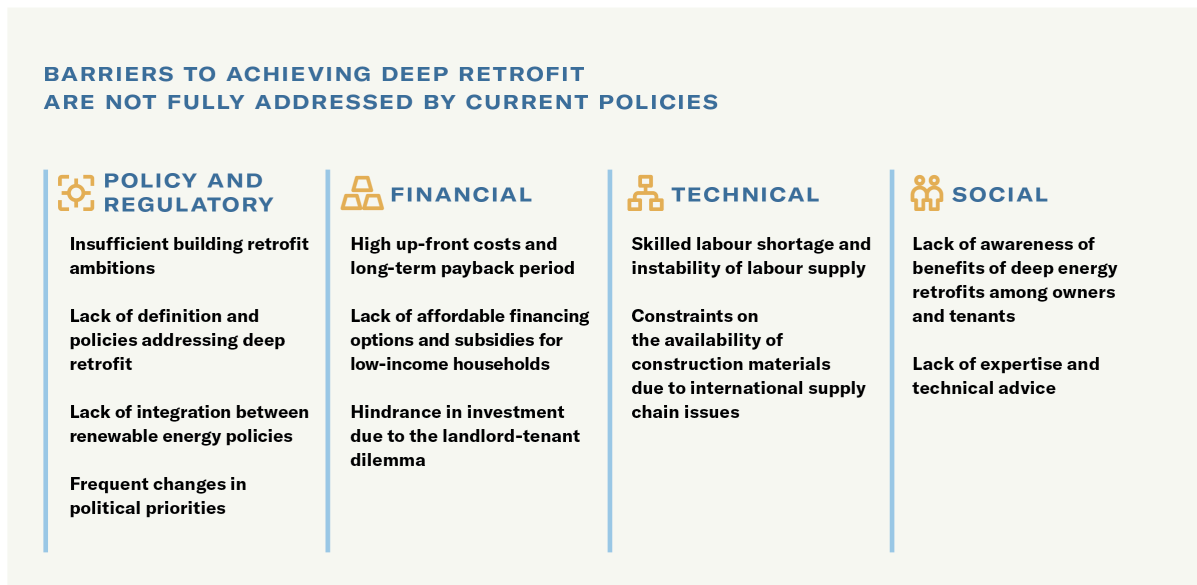 BARRIERS TO ACHIEVING DEEP RETROFIT
ARE NOT FULLY ADDRESSED BY CURRENT POLICIES
POLICY AND
REGULATORY
Insufficient building retrofit
ambitions
Lack of definition and
policies addressing deep
retrofit
Lack of integration between
renewable energy policies
Frequent changes in
political priorities
FINANCIAL
High up-front costs and
long-term payback period
Lack of affordable financing
options and subsidies for
low-income households
Hindrance in investment
due to the landlord-tenant
dilemma
TECHNICAL
Skilled labour shortage and
instability of labour supply
Constraints on
the availability of
construction materials
due to international supply
chain issues
SOCIAL
Lack of awareness of
benefits of deep energy
retrofits among owners
and tenants
Lack of expertise and
technical advice